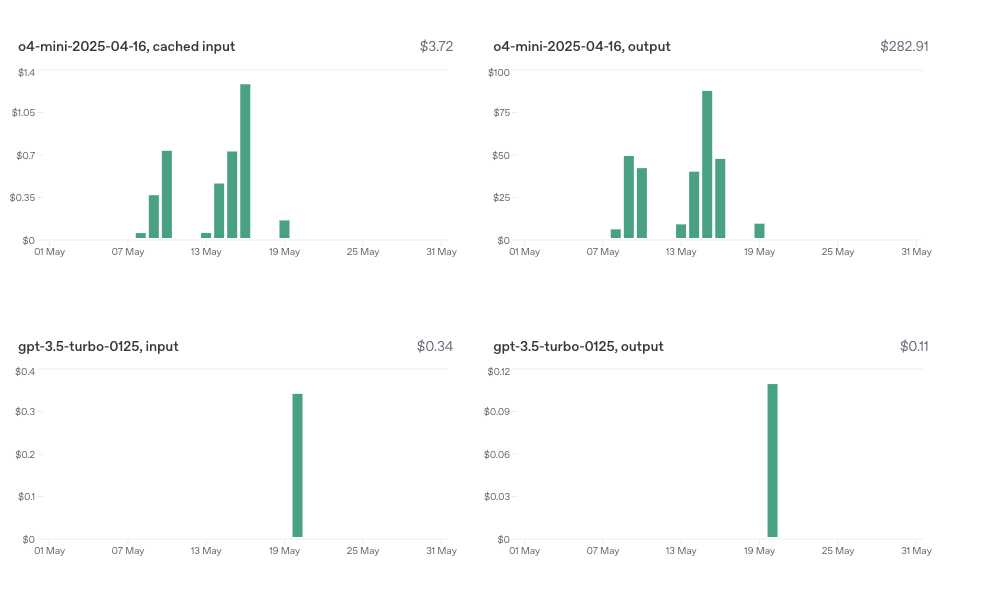 o4-mini-2025-04-16, cached input $3.72
$1.4
$1.05
$0.7
$0.35
$0
01 May 07 May 13 May 19 May 25 May 31 May
o4-mini-2025-04-16, output $282.91
$100
$75
$50
$25
$0
01 May 07 May 13 May 19 May 25 May 31 May
gpt-3.5-turbo-0125, input $0.34
$0.4
$0.3
$0.2
$0.1
$0
01 May 07 May 13 May 19 May 25 May 31 May
gpt-3.5-turbo-0125, output $0.11
$0.12
$0.09
$0.06
$0.03
$0
01 May 07 May 13 May 19 May 25 May 31 May